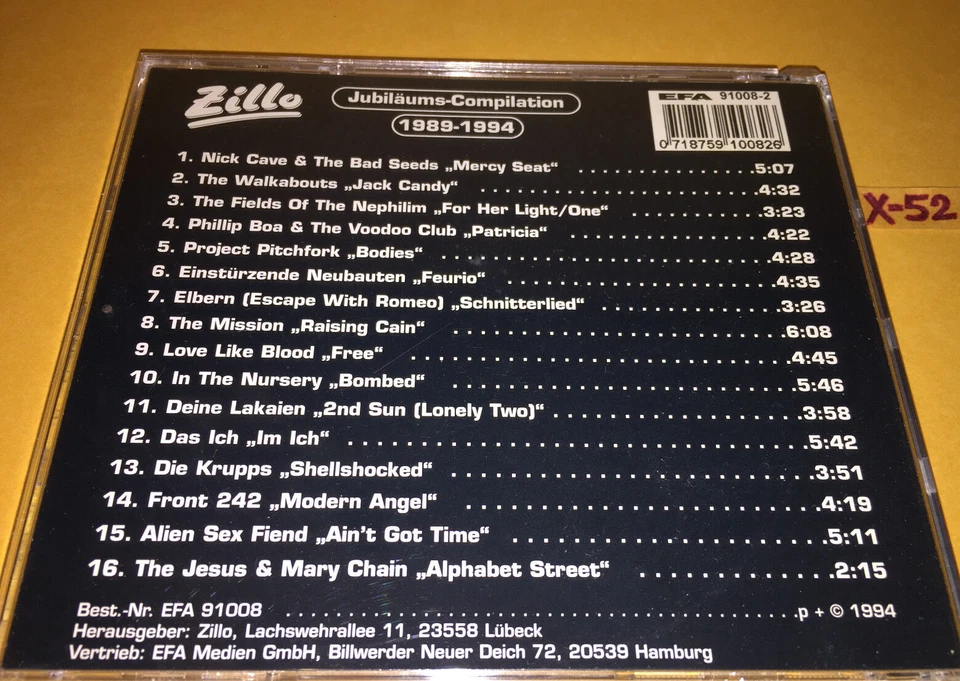 Zillo
Jubiläums-Compilation
1989-1994
EFA 91008-2
0 718759 100826
1. Nick Cave & The Bad Seeds „Mercy Seat“ . . . . . . . . . . . . . .5:07
2. The Walkabouts „Jack Candy“ . . . . . . . . . . . . . . . . . . . . . .4:32
3. The Fields Of The Nephilim „For Her Light/One“ . . . . . . . . . . .3:23
4. Phillip Boa & The Voodoo Club „Patricia“ . . . . . . . . . . . . . . .4:22
5. Project Pitchfork „Bodies“ . . . . . . . . . . . . . . . . . . . . . . . . .4:28
6. Einstürzende Neubauten „Feurio“ . . . . . . . . . . . . . . . . . . . .4:35
7. Elbern (Escape With Romeo) „Schnitterlied“ . . . . . . . . . . . . .3:26
8. The Mission „Raising Cain“ . . . . . . . . . . . . . . . . . . . . . . . .6:08
9. Love Like Blood „Free“ . . . . . . . . . . . . . . . . . . . . . . . . . . .4:45
10. In The Nursery „Bombed“ . . . . . . . . . . . . . . . . . . . . . . . .5:46
11. Deine Lakaien „2nd Sun (Lonely Two)“ . . . . . . . . . . . . . . . . .3:58
12. Das Ich „Im Ich“ . . . . . . . . . . . . . . . . . . . . . . . . . . . . . . .5:42
13. Die Krupps „Shellshocked“ . . . . . . . . . . . . . . . . . . . . . . . .3:51
14. Front 242 „Modern Angel“ . . . . . . . . . . . . . . . . . . . . . . .4:19
15. Alien Sex Fiend „Ain't Got Time“ . . . . . . . . . . . . . . . . . . . .5:11
16. The Jesus & Mary Chain „Alphabet Street“ . . . . . . . . . . . .2:15
Best.-Nr. EFA 91008 . . . . . . . . . . . . . . . . . . . . . . . . . . . . . . . . . . . . . . .p + © 1994
Herausgeber: Zillo, Lachswehrallee 11, 23558 Lübeck
Vertrieb: EFA Medien GmbH, Billwerder Neuer Deich 72, 20539 Hamburg
X-52